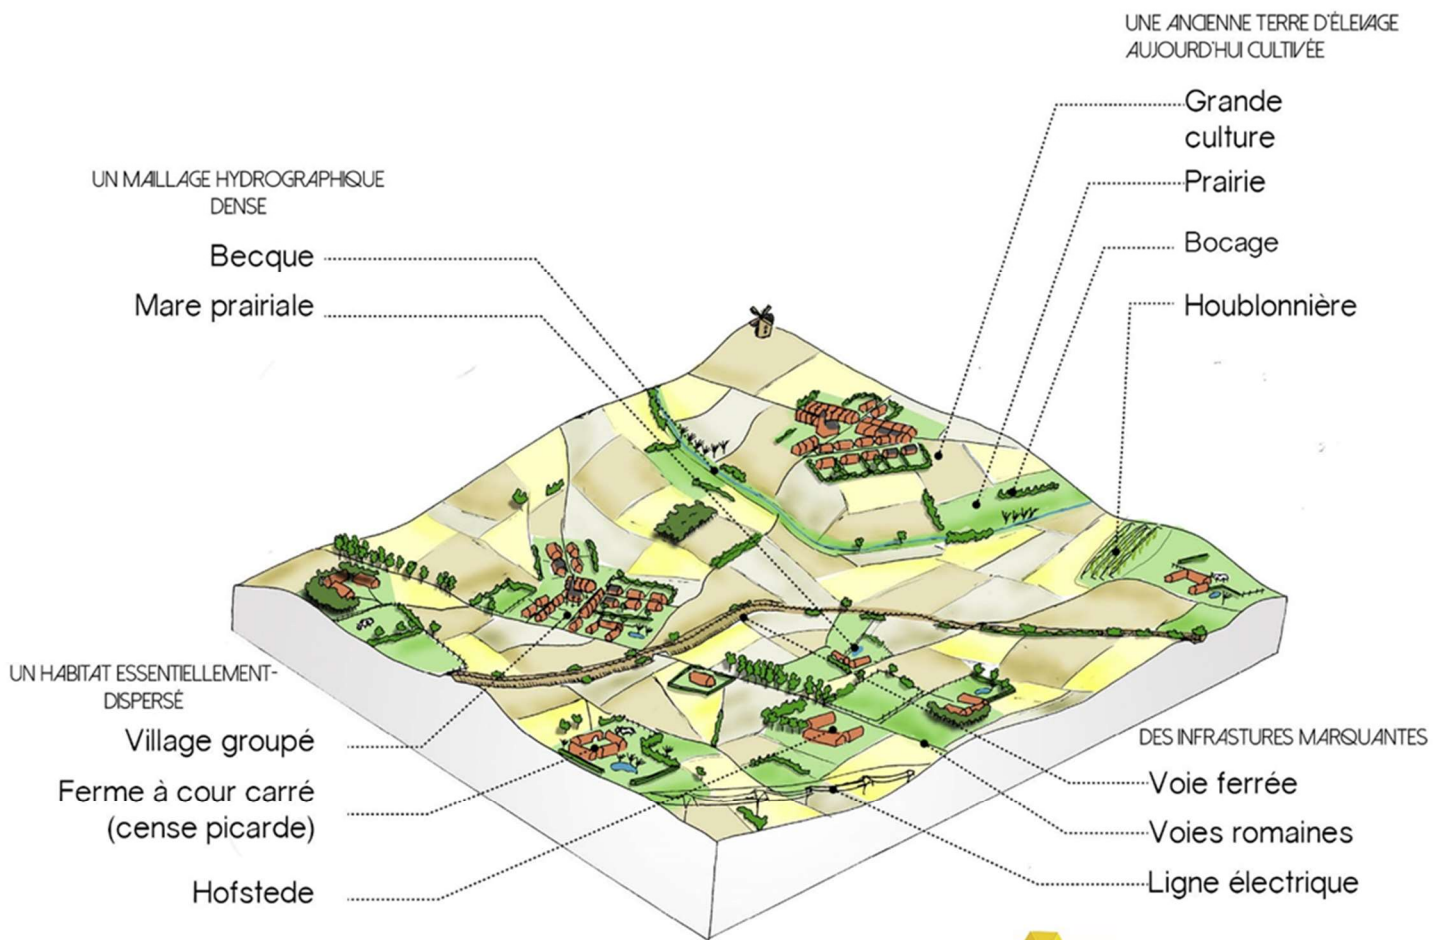 UNE ANCIENNE TERRE D'ÉLEVAGE
AUJOURD'HUI CULTIVÉE
Grande
culture
Prairie
Bocage
Houblonnière
UN MAILLAGE HYDROGRAPHIQUE
DENSE
Becque
Mare prairiale
UN HABITAT ESSENTIELLEMENT-
DISPERSÉ
Village groupé
Ferme à cour carré
(cense picarde)
Hofstede
DES INFRASTURES MARQUANTES
Voie ferrée
Voies romaines
Ligne électrique